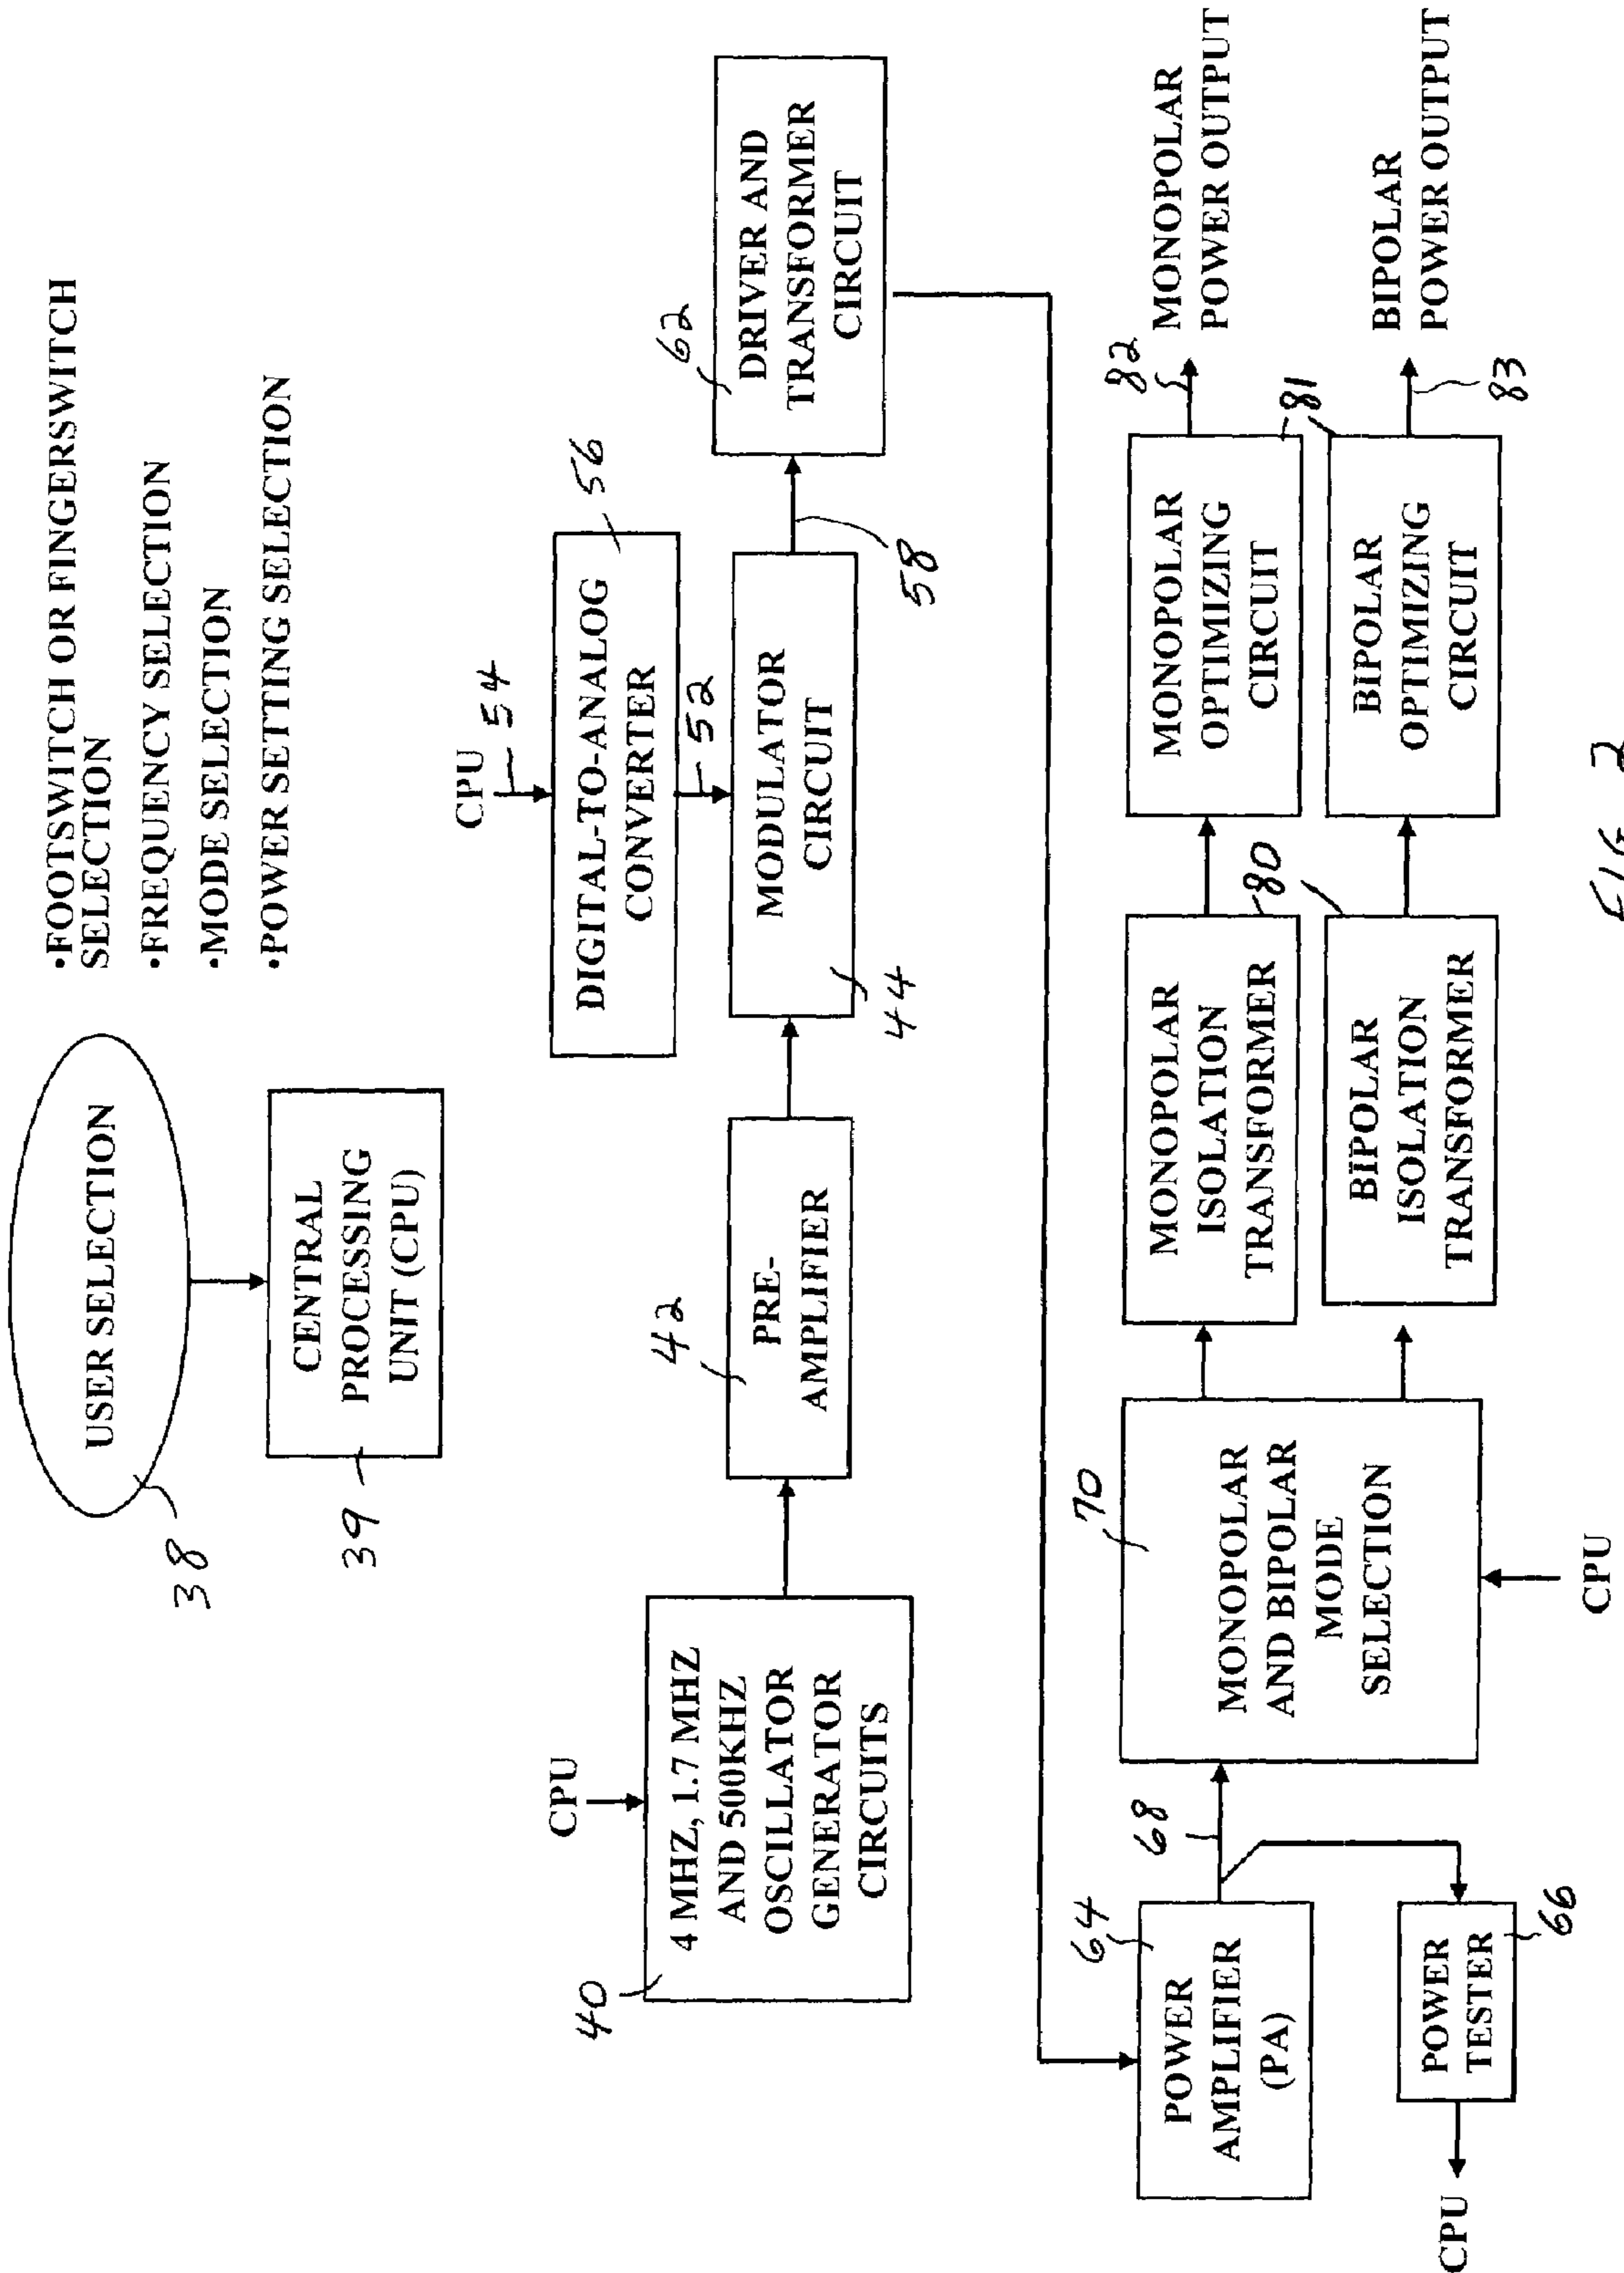 USER SELECTION
38
•FOOTSWITCH OR FINGERSWITCH
SELECTION
•FREQUENCY SELECTION
•MODE SELECTION
•POWER SETTING SELECTION
CENTRAL
PROCESSING
UNIT (CPU)
39
CPU
40
4 MHZ, 1.7 MHZ
AND 500KHZ
OSCILLATOR
GENERATOR
CIRCUITS
42
PRE-
AMPLIFIER
CPU
54
DIGITAL-TO-ANALOG
CONVERTER
56
52
MODULATOR
CIRCUIT
44
58
62
DRIVER AND
TRANSFORMER
CIRCUIT
64
POWER
AMPLIFIER
(PA)
68
CPU
POWER
TESTER
66
70
MONOPOLAR
AND BIPOLAR
MODE
SELECTION
CPU
MONOPOLAR
ISOLATION
TRANSFORMER
80
BIPOLAR
ISOLATION
TRANSFORMER
MONOPOLAR
OPTIMIZING
CIRCUIT
81
BIPOLAR
OPTIMIZING
CIRCUIT
82
MONOPOLAR
POWER OUTPUT
83
BIPOLAR
POWER OUTPUT